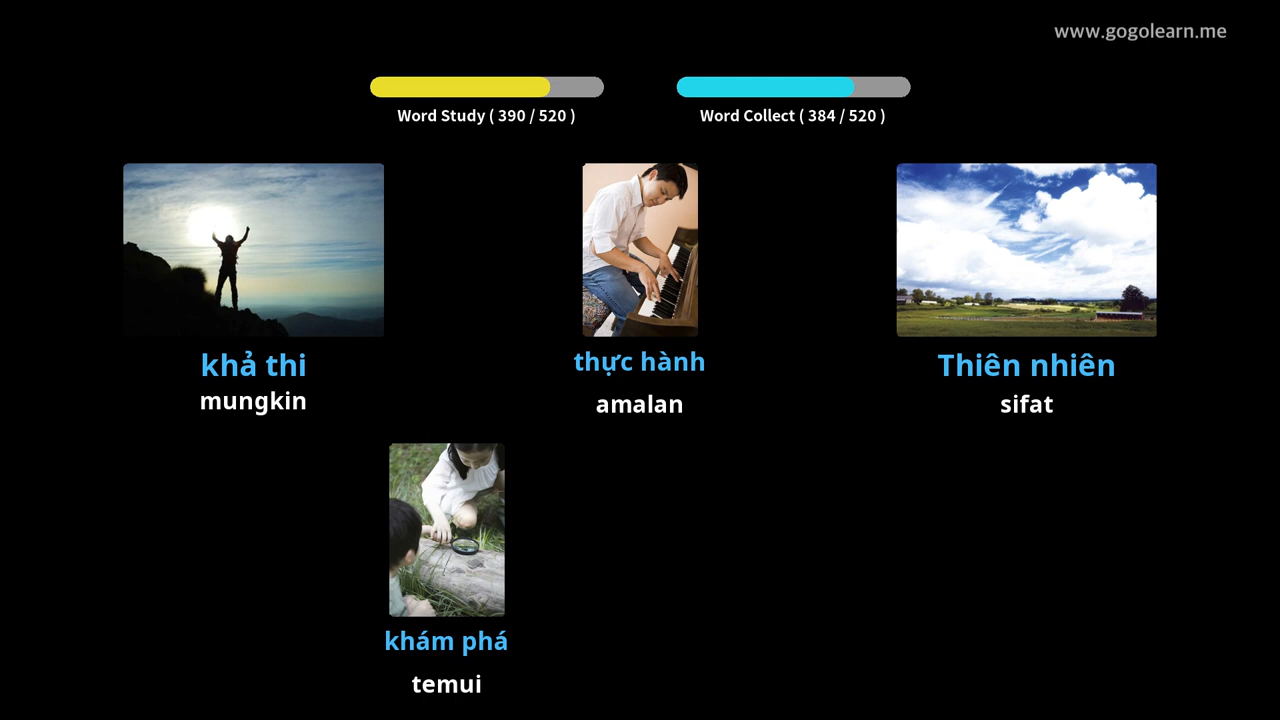 www.gogolearn.me
Word Study ( 390 / 520 )
Word Collect ( 384 / 520 )
khả thi
mungkin
thực hành
amalan
Thiên nhiên
sifat
khám phá
temui